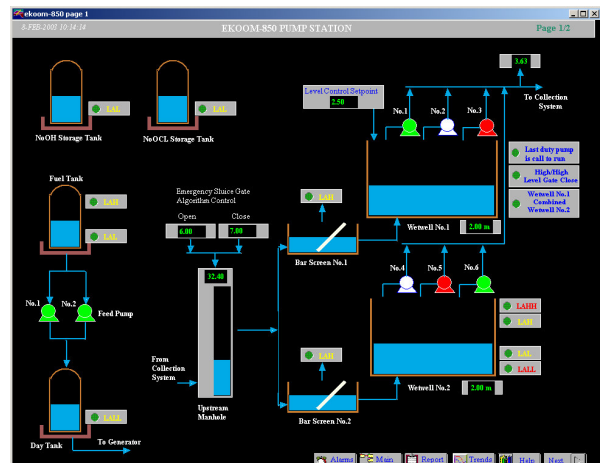 ekoom-850 page 1
6-FEB-2001 10:14:14
EKOOM-850 PUMP STATION
Page 1/2
3.63
To Collection
System
Level Control Setpoint
2.50
No.1
No.2
No.3
LAL
LAL
NoOH Storage Tank
NoOCL Storage Tank
Last duty pump
is call to run
High/High
Level Gate Close
Wetwell No.1
Combined
Wetwell No.2
Fuel Tank
LAH
LAL
Emergency Sluice Gate
Algorithm Control
Open
Close
6.00
7.00
LAH
Wetwell No.1
2.00 m
Bar Screen No.1
32.40
No.4
No.5
No.6
No.1
No.2
Feed Pump
LAHH
LAH
LAL
LALL
LAH
From
Collection
System
Upstream
Manhole
Wetwell No.2
2.00 m
Bar Screen No.2
LALL
Day Tank
To Generator
Alarms
Main
Report
Trends
Help
Next